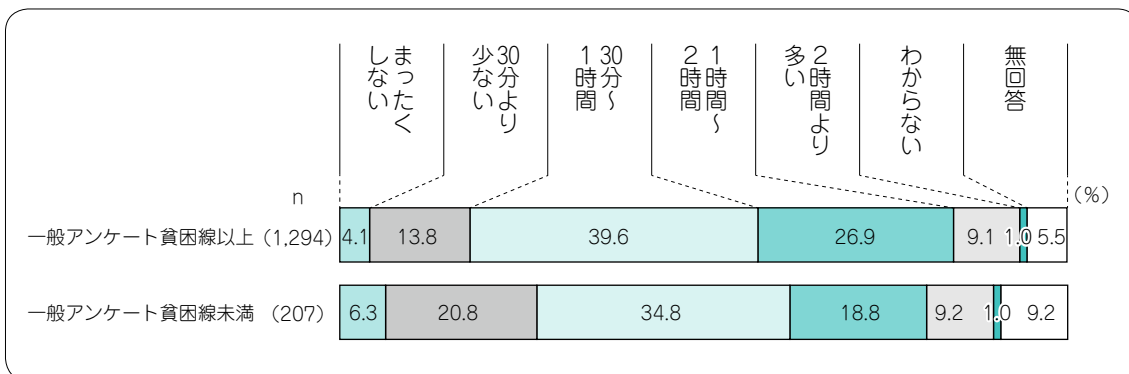 まったく
しない
30分より
少ない
30分～
1時間
1時間～
2時間
2時間より
多い
わからない
無回答
n
(%)
一般アンケート貧困線以上 (1,294) 4.1 13.8 39.6 26.9 9.1 1.0 5.5
一般アンケート貧困線未満 (207) 6.3 20.8 34.8 18.8 9.2 1.0 9.2